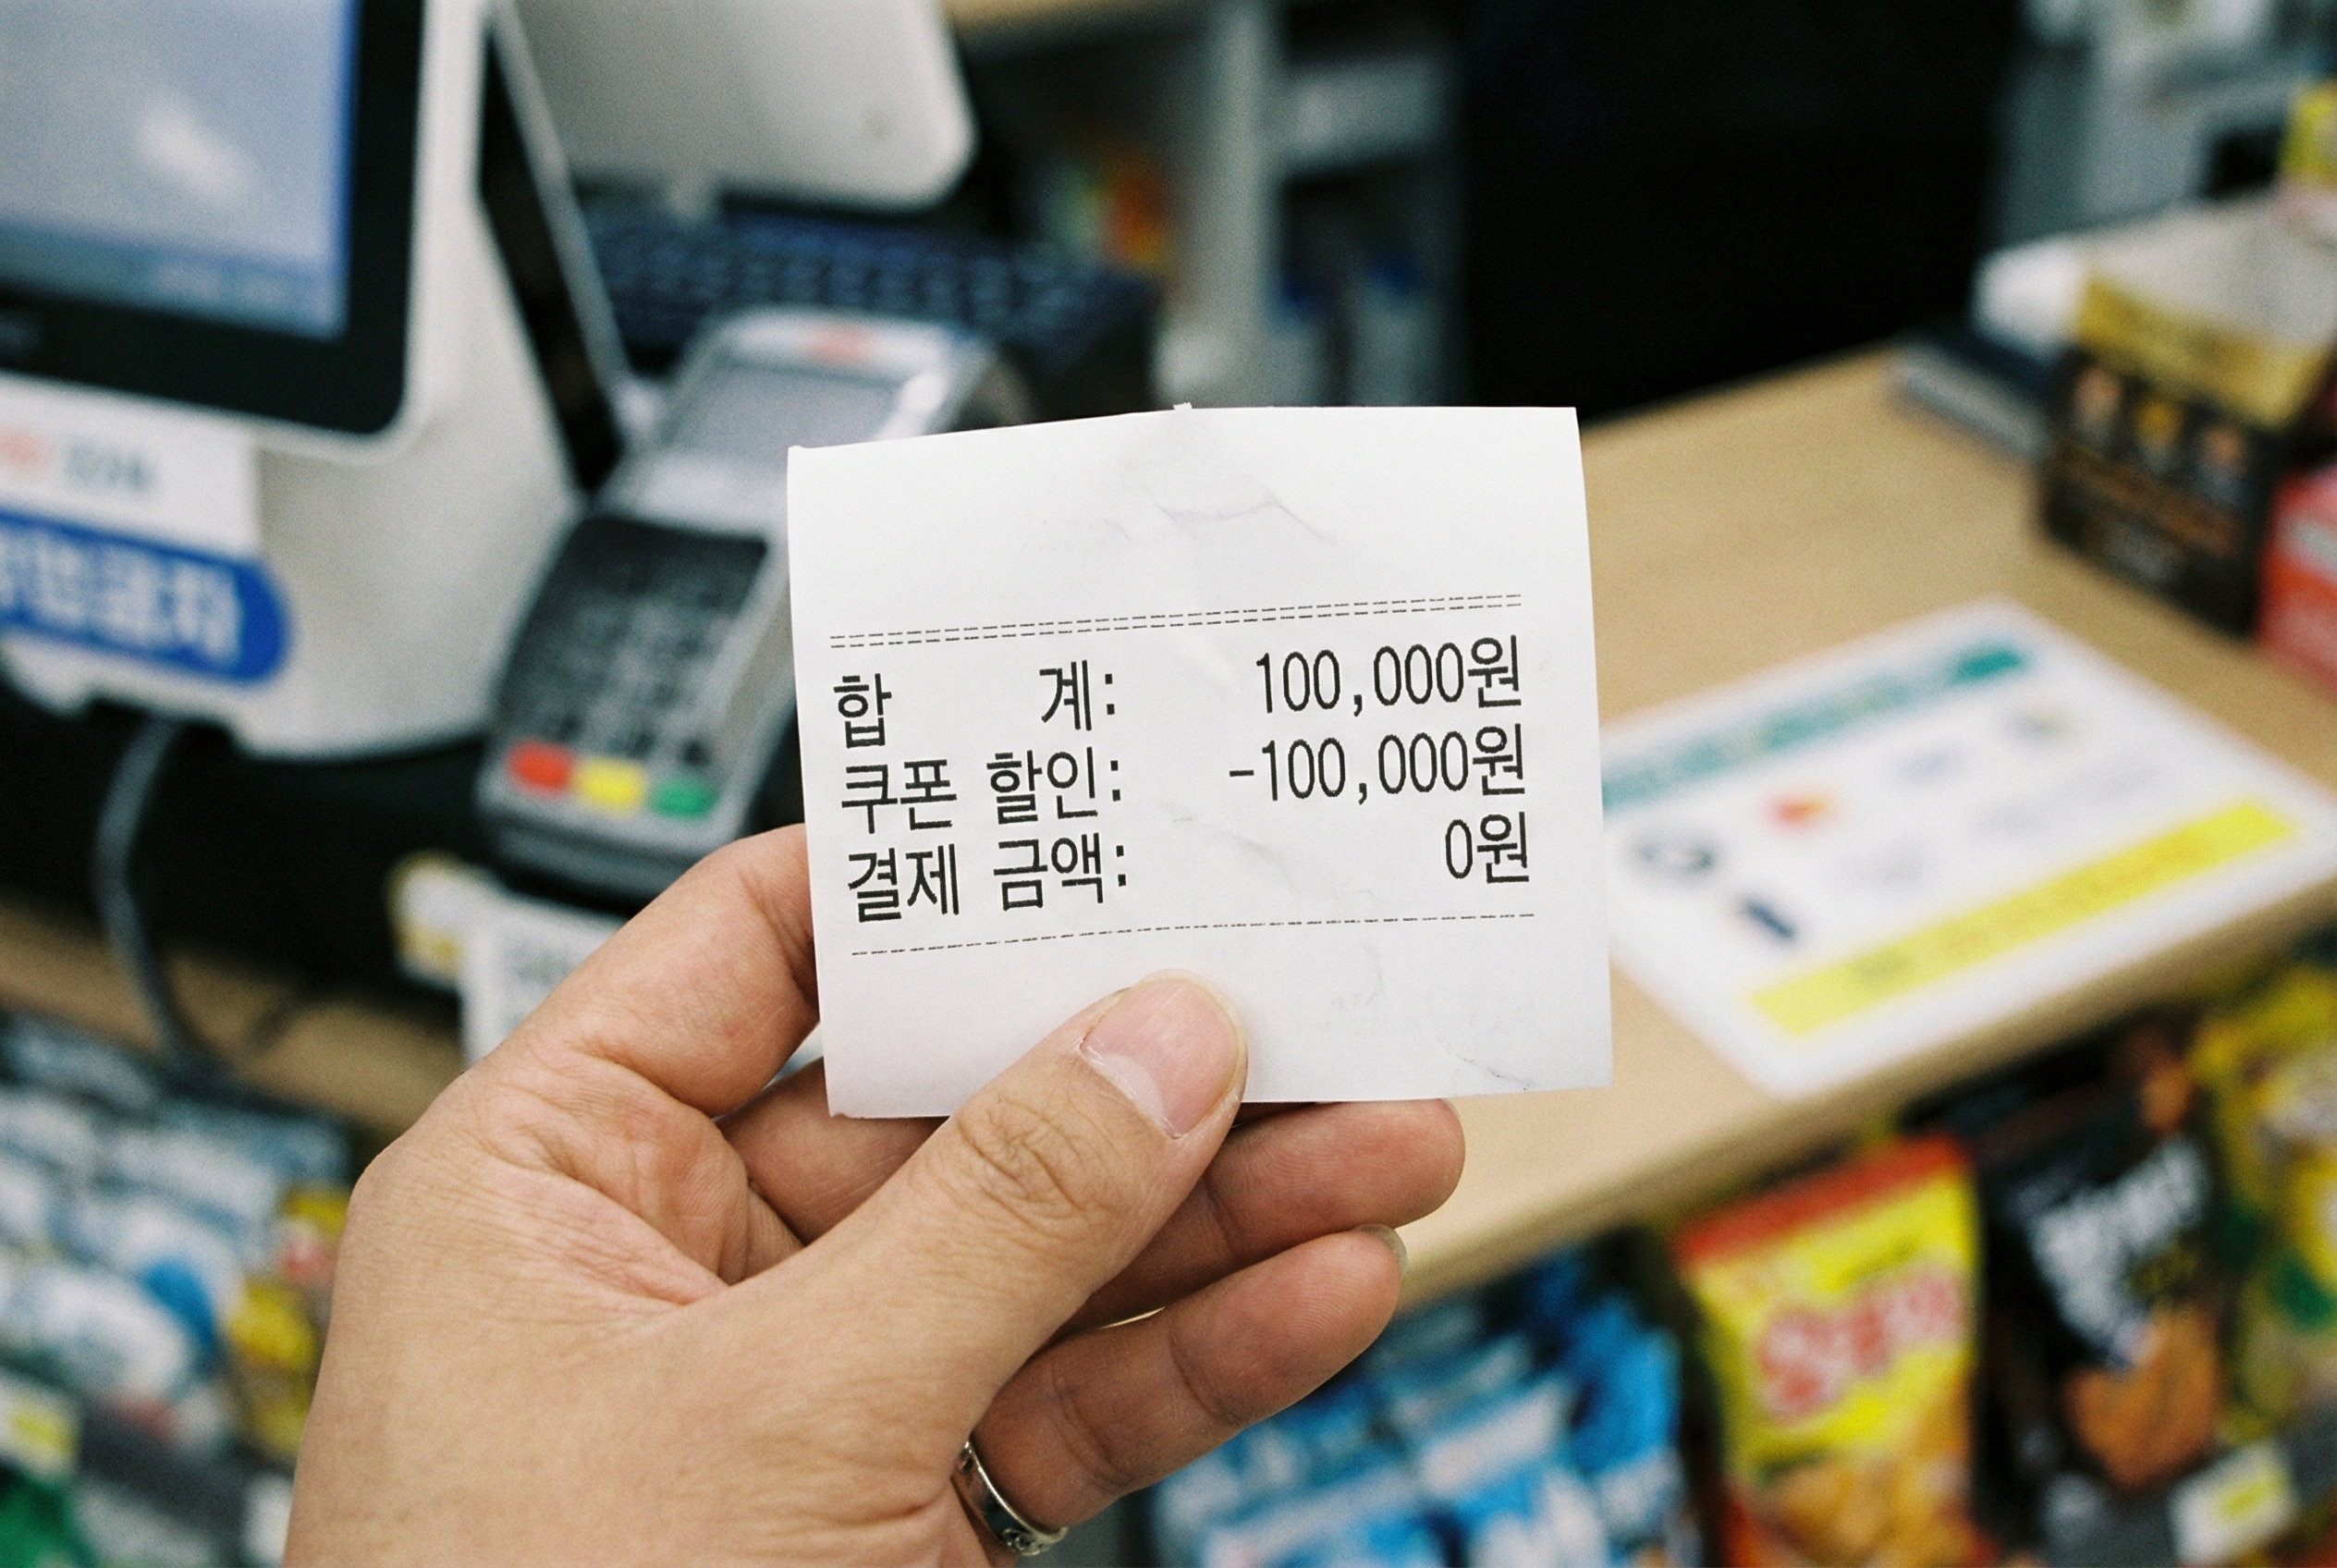 합 계: 100,000원
쿠폰 할인: -100,000원
결제 금액: 0원